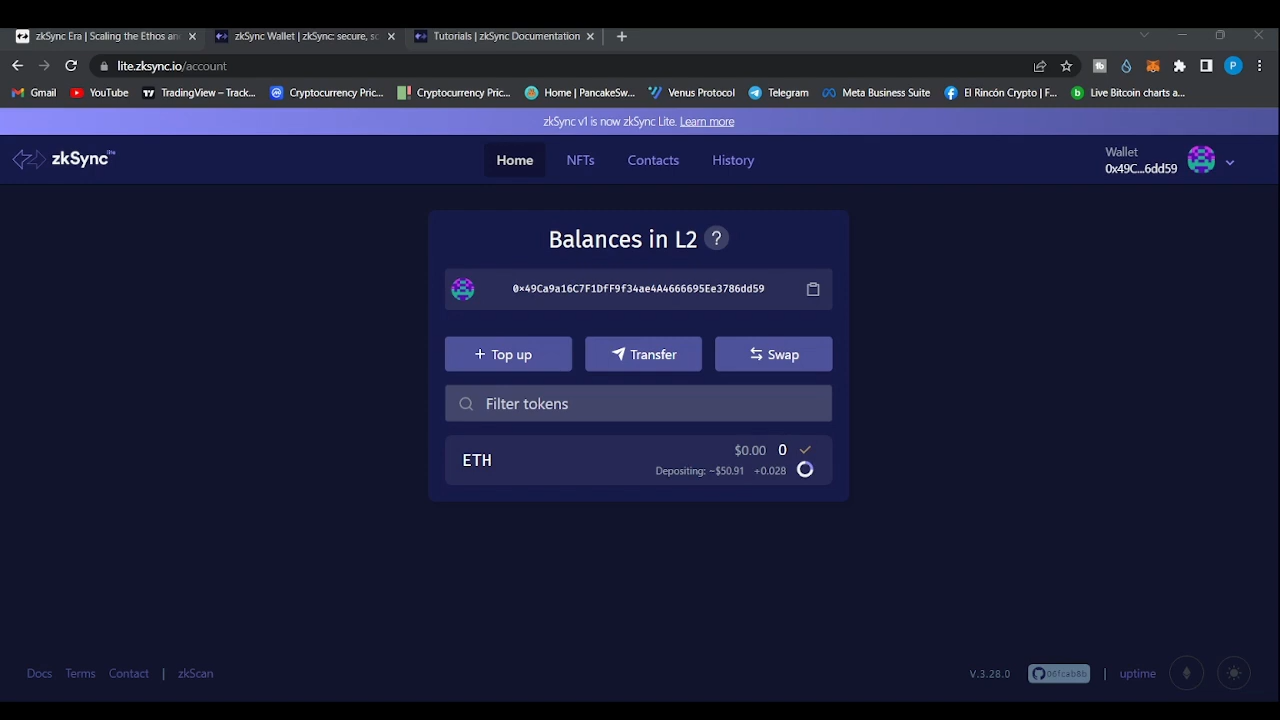 zkSync Era | Scaling the Ethos an
zkSync Wallet | zkSync: secure, sc
Tutorials | zkSync Documentation
lite.zksync.io/account
P
Gmail
YouTube
TradingView – Track...
Cryptocurrency Pric...
Cryptocurrency Pric...
Home | PancakeSw...
Venus Protocol
Telegram
Meta Business Suite
El Rincón Crypto | F...
Live Bitcoin charts a...
zkSync v1 is now zkSync Lite. Learn more
zkSync lite
Home
NFTs
Contacts
History
Wallet
0x49C...6dd59
Balances in L2 ?
0×49Ca9a16C7F1DfF9f34ae4A4666695Ee3786dd59
+ Top up
Transfer
Swap
Filter tokens
ETH
$0.00 0
Depositing: ~$50.91 +0.028
Docs
Terms
Contact
|
zkScan
V.3.28.0
06fcab8b
|
uptime